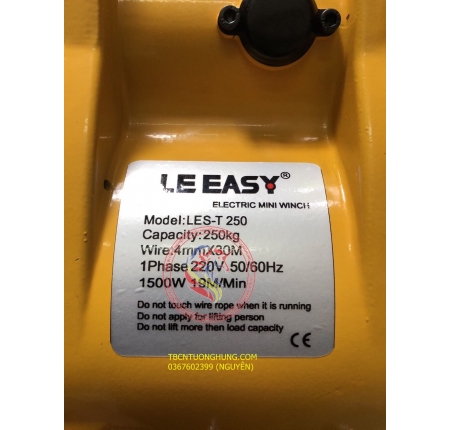 LE EASY®
ELECTRIC MINI WINCH
Model:LES-T 250
Capacity:250kg
Wire:4mmX30M
1Phase 220V 50/60Hz
1500W 19M/Min
Do not touch wire rope when it is running
Do not apply for lifting person
Do not lift more then load capacity
CE
TBCNTUONGHUNG.COM
0367602399 (NGUYÊN)